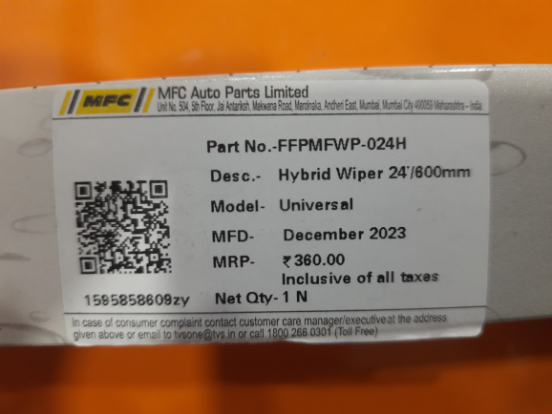 MFC
MFC Auto Parts Limited
Unit No. 504, 5th Floor, Jai Antariksh, Makwana Road, Maronaka, Andheri East, Mumbai, Mumbai City 400059 Maharashtra - India
Part No.-FFPMFWP-024H
Desc.- Hybrid Wiper 24"/600mm
Model- Universal
MFD- December 2023
MRP- ₹ 360.00
Inclusive of all taxes
1595858609zy Net Qty- 1 N
In case of consumer complaint contact customer care manager/executive at the address
given above or email to tvsone@tvs.in or call 1800 266 0301 (Toll Free)